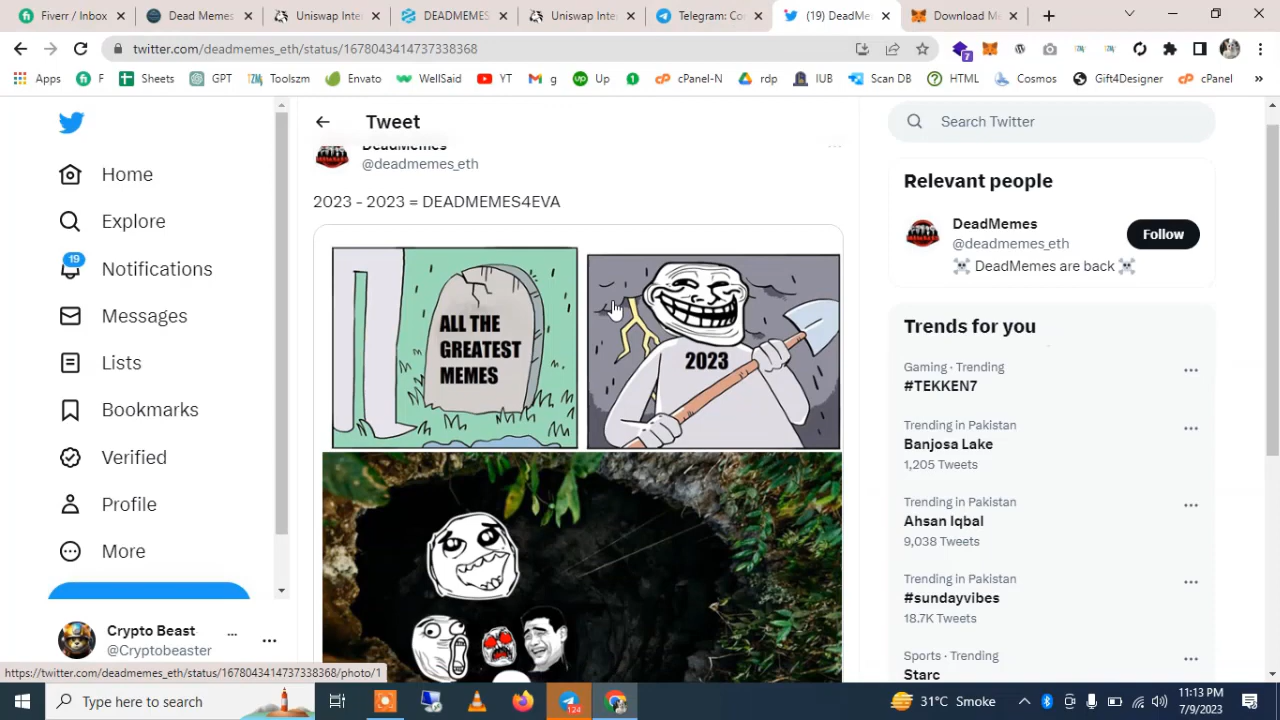 Fiverr / Inbox
Dead Memes
Uniswap Inte
DEADMEMES
Uniswap Inte
Telegram: Co
(19) DeadMe
Download M
twitter.com/deadmemes_eth/status/1678043414737338368
7
Apps
F
Sheets
GPT
Toolszm
Envato
WellSaid
YT
g
Up
1
cPanel-N
rdp
IUB
Scan DB
HTML
Cosmos
Gift4Designer
cPanel
»
Home
Explore
19
Notifications
Messages
Lists
Bookmarks
Verified
Profile
More
Crypto Beast
@Cryptobeaster
Tweet
DeadMemes
@deadmemes_eth
2023 - 2023 = DEADMEMES4EVA
ALL THE
GREATEST
MEMES
2023
Search Twitter
Relevant people
DeadMemes
@deadmemes_eth
Follow
☠️ DeadMemes are back ☠️
Trends for you
Gaming · Trending
#TEKKEN7
Trending in Pakistan
Banjosa Lake
1,205 Tweets
Trending in Pakistan
Ahsan Iqbal
9,038 Tweets
Trending in Pakistan
#sundayvibes
18.7K Tweets
Sports · Trending
Starc
https://twitter.com/deadmemes_eth/status/1678043414737338368/photo/1
Type here to search
124
31°C Smoke
11:13 PM
7/9/2023